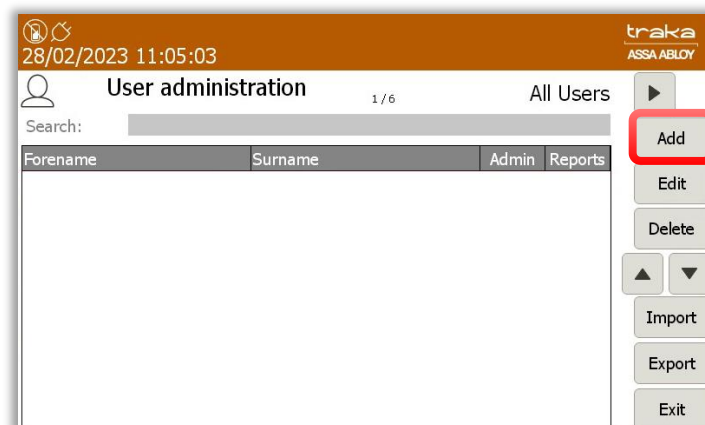 traka
28/02/2023 11:05:03
ASSA ABLOY
User administration
1/6
All Users
Search:
Add
Forename Surname Admin Reports
Edit
Delete
Import
Export
Exit